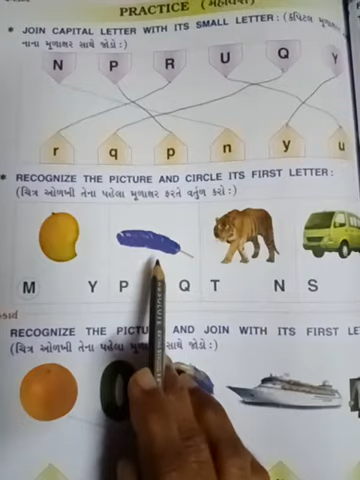 PRACTICE (મહાવરો)
* JOIN CAPITAL LETTER WITH ITS SMALL LETTER : (કૅપિટલ
નાના મૂળાક્ષર સાથે જોડો :)
N P R U Q Y
r q p n y u
* RECOGNIZE THE PICTURE AND CIRCLE ITS FIRST LETTER :
(ચિત્ર ઓળખી તેના પહેલા મૂળાક્ષર ફરતે વર્તુળ કરો :)
M Y P Q T N S
RECOGNIZE THE PICTU AND JOIN WITH ITS FIRST LE
(ચિત્ર ઓળખી તેના પહેલા સાથે જોડો :)